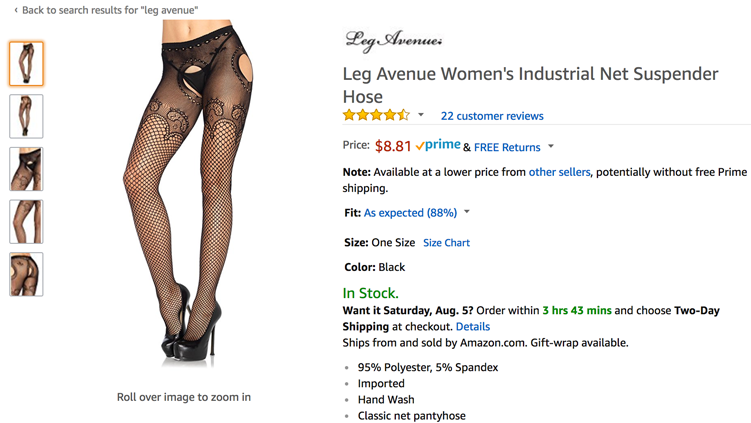 ‹ Back to search results for "leg avenue"
Leg Avenue
Leg Avenue Women's Industrial Net Suspender
Hose
22 customer reviews
Price: $8.81 prime & FREE Returns
Note: Available at a lower price from other sellers, potentially without free Prime
shipping.
Fit: As expected (88%)
Size: One Size Size Chart
Color: Black
In Stock.
Want it Saturday, Aug. 5? Order within 3 hrs 43 mins and choose Two-Day
Shipping at checkout. Details
Ships from and sold by Amazon.com. Gift-wrap available.
• 95% Polyester, 5% Spandex
• Imported
• Hand Wash
• Classic net pantyhose
Roll over image to zoom in